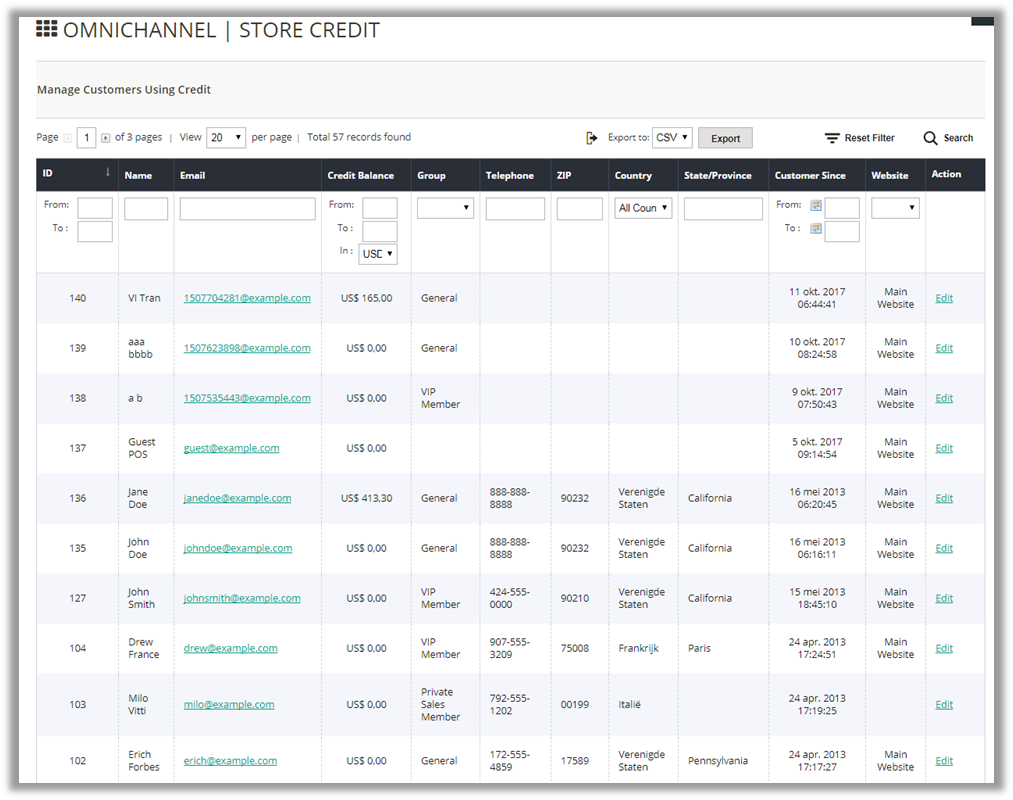 OMNICHANNEL | STORE CREDIT
Manage Customers Using Credit
Page 1 of 3 pages | View 20 per page | Total 57 records found Export to: CSV Export Reset Filter Search
ID ↓ Name Email Credit Balance Group Telephone ZIP Country State/Province Customer Since Website Action
From: From: All Coun From:
To : To : To :
In : USD
140 VI Tran 1507704281@example.com US$ 165,00 General 11 okt. 2017 06:44:41 Main Website Edit
139 aaa bbbb 1507623898@example.com US$ 0,00 General 10 okt. 2017 08:24:58 Main Website Edit
138 a b 1507535443@example.com US$ 0,00 VIP Member 9 okt. 2017 07:50:43 Main Website Edit
137 Guest POS guest@example.com US$ 0,00 5 okt. 2017 09:14:54 Main Website Edit
136 Jane Doe janedoe@example.com US$ 413,30 General 888-888-8888 90232 Verenigde Staten California 16 mei 2013 06:20:45 Main Website Edit
135 John Doe johndoe@example.com US$ 0,00 General 888-888-8888 90232 Verenigde Staten California 16 mei 2013 06:16:11 Main Website Edit
127 John Smith johnsmith@example.com US$ 0,00 VIP Member 424-555-0000 90210 Verenigde Staten California 15 mei 2013 18:45:10 Main Website Edit
104 Drew France drew@example.com US$ 0,00 VIP Member 907-555-3209 75008 Frankrijk Paris 24 apr. 2013 17:24:51 Main Website Edit
103 Milo Vitti milo@example.com US$ 0,00 Private Sales Member 792-555-1202 00199 Italië 24 apr. 2013 17:19:25 Edit
102 Erich Forbes erich@example.com US$ 0,00 General 172-555-4859 17589 Verenigde Staten Pennsylvania 24 apr. 2013 17:17:27 Main Website Edit